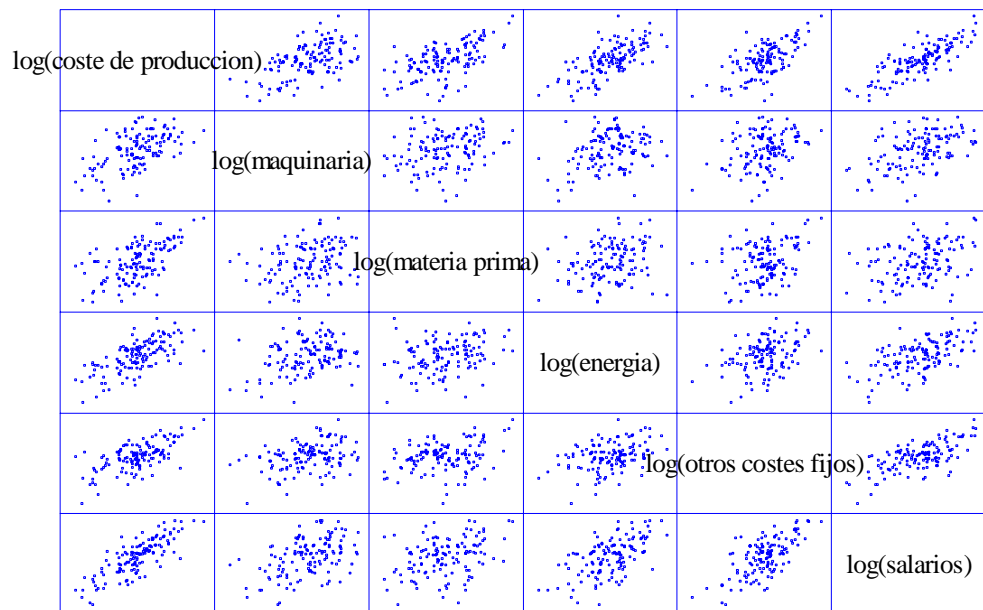 log(coste de produccion)
log(maquinaria)
log(materia prima)
log(energia)
log(otros costes fijos)
log(salarios)